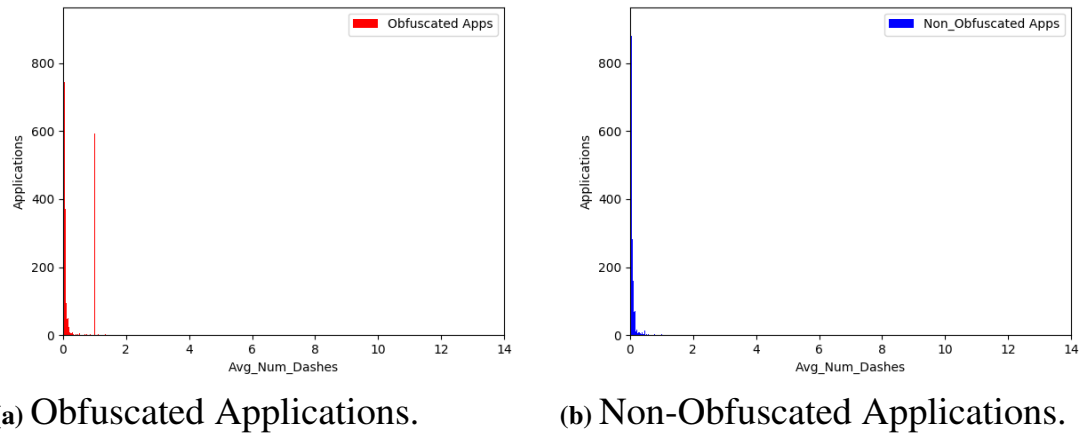 Obfuscated Apps
800
600
400
200
0
Applications
0 2 4 6 8 10 12 14
Avg_Num_Dashes
Non_Obfuscated Apps
800
600
400
200
0
Applications
0 2 4 6 8 10 12 14
Avg_Num_Dashes
(a) Obfuscated Applications.
(b) Non-Obfuscated Applications.